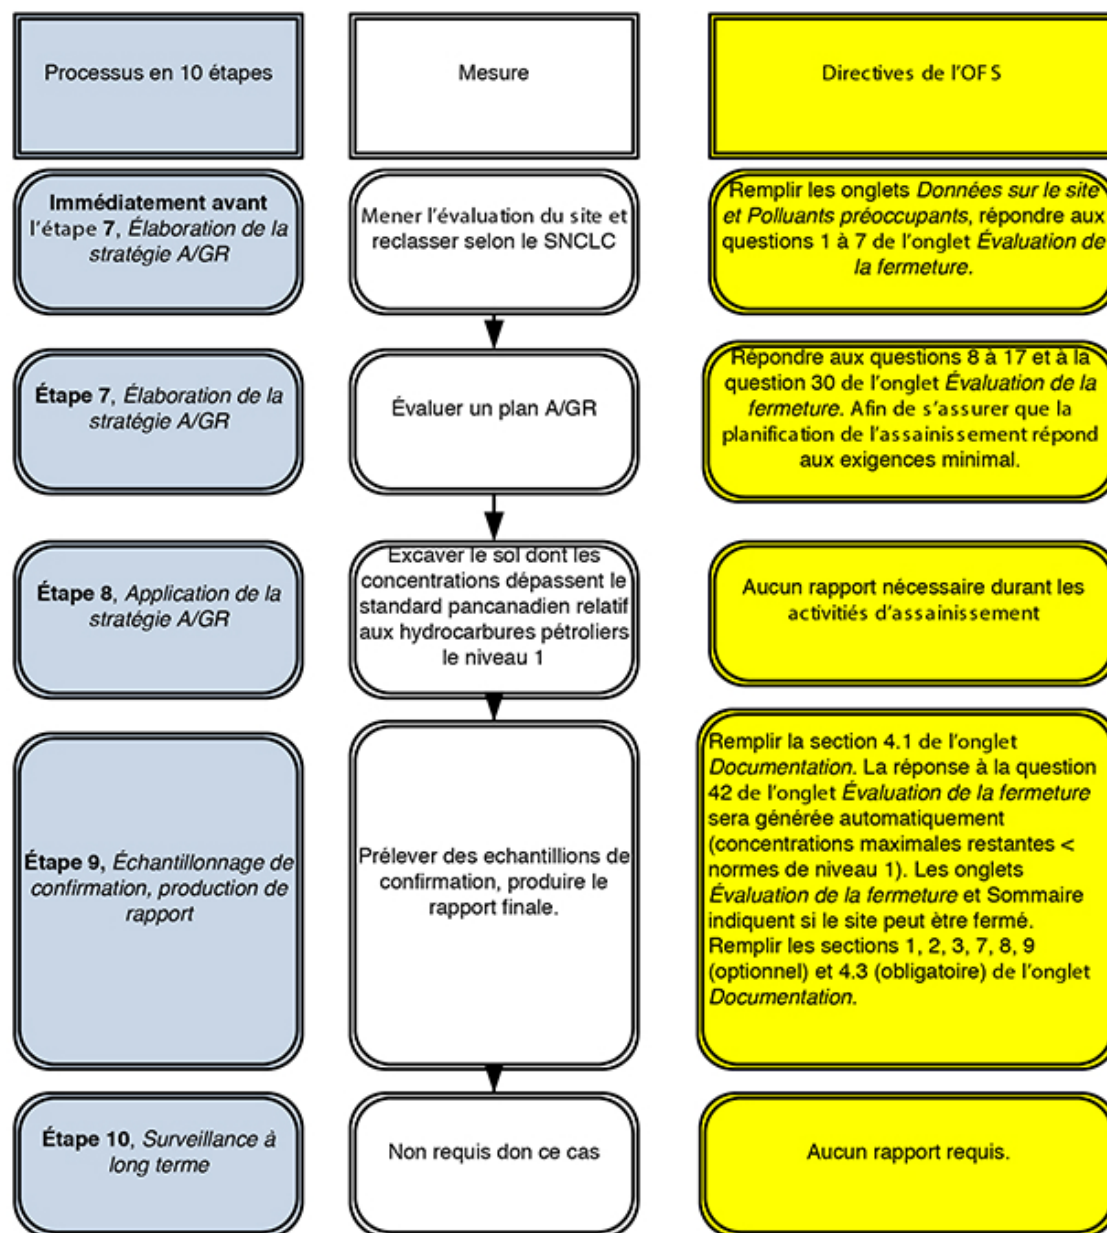 Processus en 10 étapes
Mesure
Directives de l'OFS
Immédiatement avant
l'étape 7, Élaboration de la
stratégie A/GR
Mener l'évaluation du site et
reclasser selon le SNCLC
Remplir les onglets Données sur le site
et Polluants préoccupants, répondre aux
questions 1 à 7 de l'onglet Évaluation de
la fermeture.
Étape 7, Élaboration de la
stratégie A/GR
Évaluer un plan A/GR
Répondre aux questions 8 à 17 et à la
question 30 de l'onglet Évaluation de la
fermeture. Afin de s'assurer que la
planification de l'assainissement répond
aux exigences minimal.
Étape 8, Application de la
stratégie A/GR
Excaver le sol dont les
concentrations dépassent le
standard pancanadien relatif
aux hydrocarbures pétroliers
le niveau 1
Aucun rapport nécessaire durant les
activitiés d'assainissement
Étape 9, Échantillonnage de
confirmation, production de
rapport
Prélever des echantillions de
confirmation, produire le
rapport finale.
Remplir la section 4.1 de l'onglet
Documentation. La réponse à la question
42 de l'onglet Évaluation de la fermeture
sera générée automatiquement
(concentrations maximales restantes <
normes de niveau 1). Les onglets
Évaluation de la fermeture et Sommaire
indiquent si le site peut ètre fermé.
Remplir les sections 1, 2, 3, 7, 8, 9
(optionnel) et 4.3 (obligatoire) de l'onglet
Documentation.
Étape 10, Surveillance à
long terme
Non requis don ce cas
Aucun rapport requis.